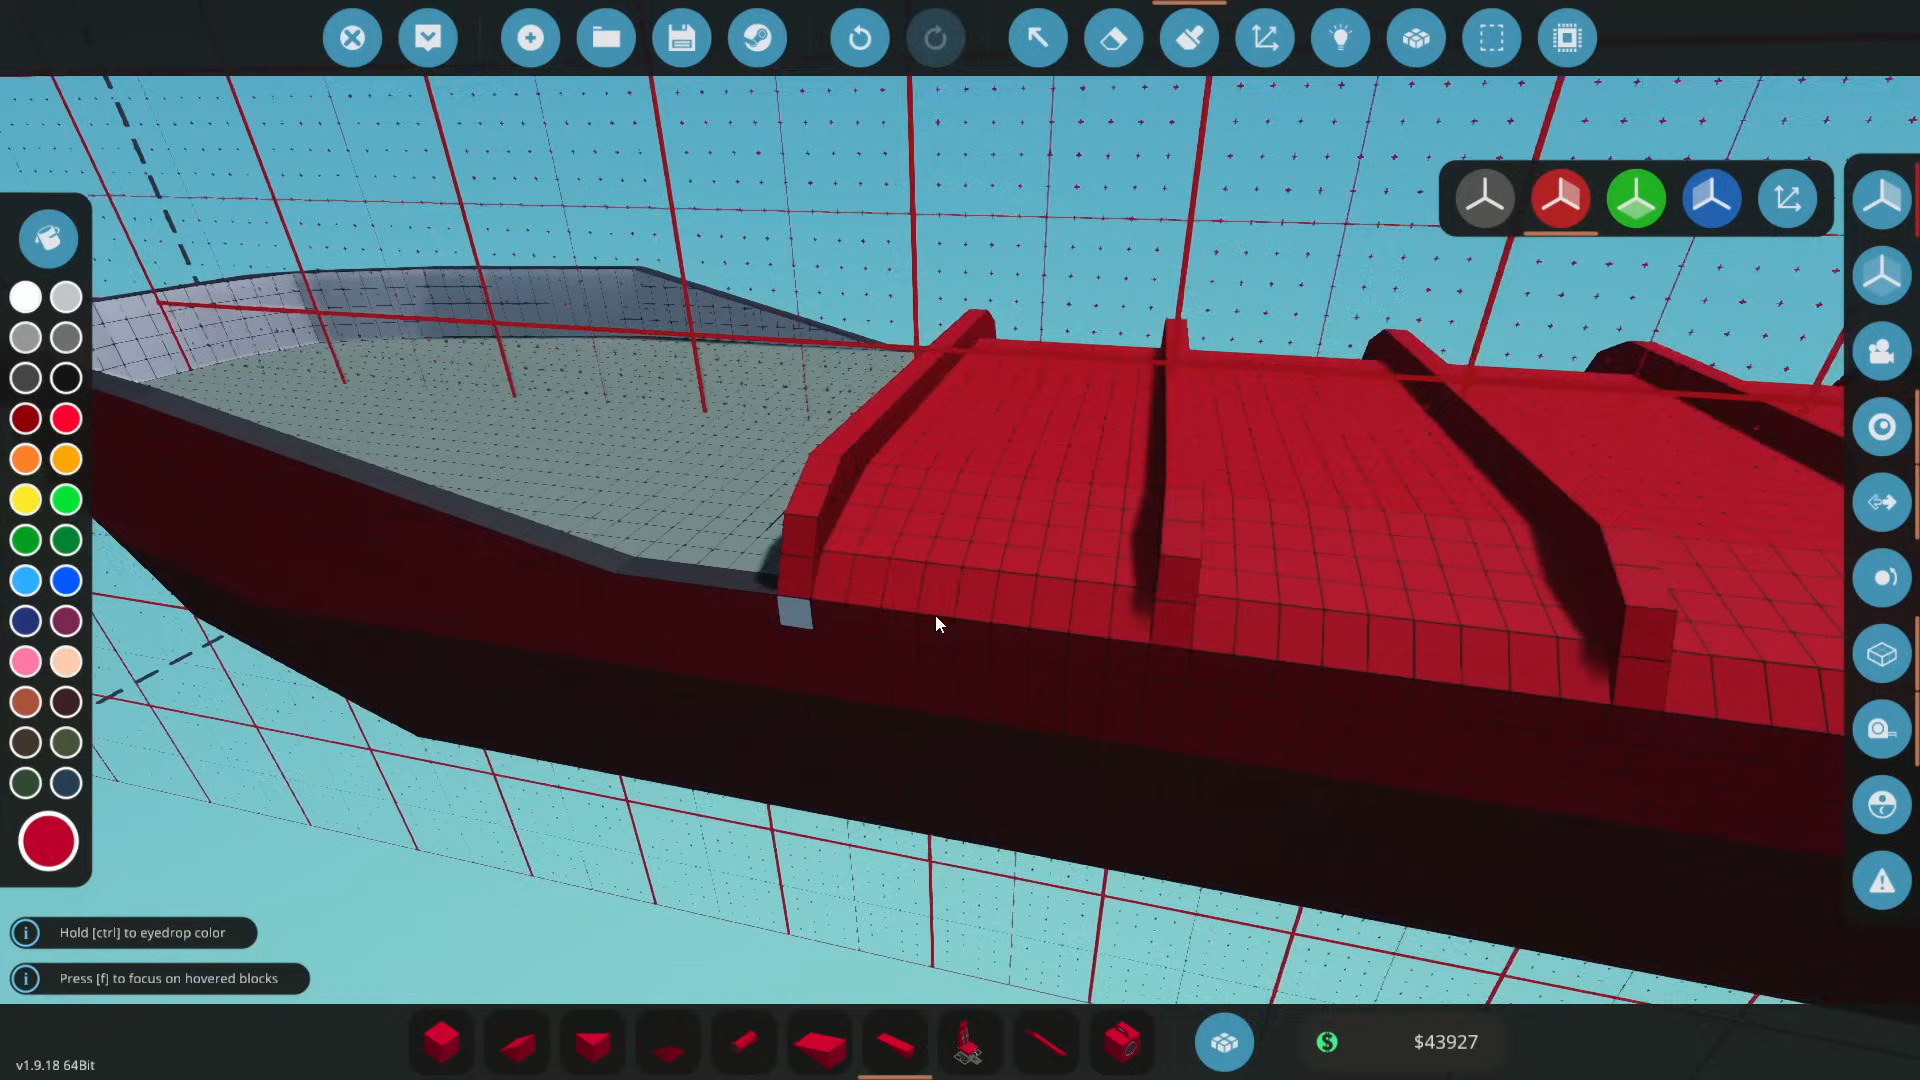 Hold [ctrl] to eyedrop color
Press [f] to focus on hovered blocks
$43927
v1.9.18 64Bit